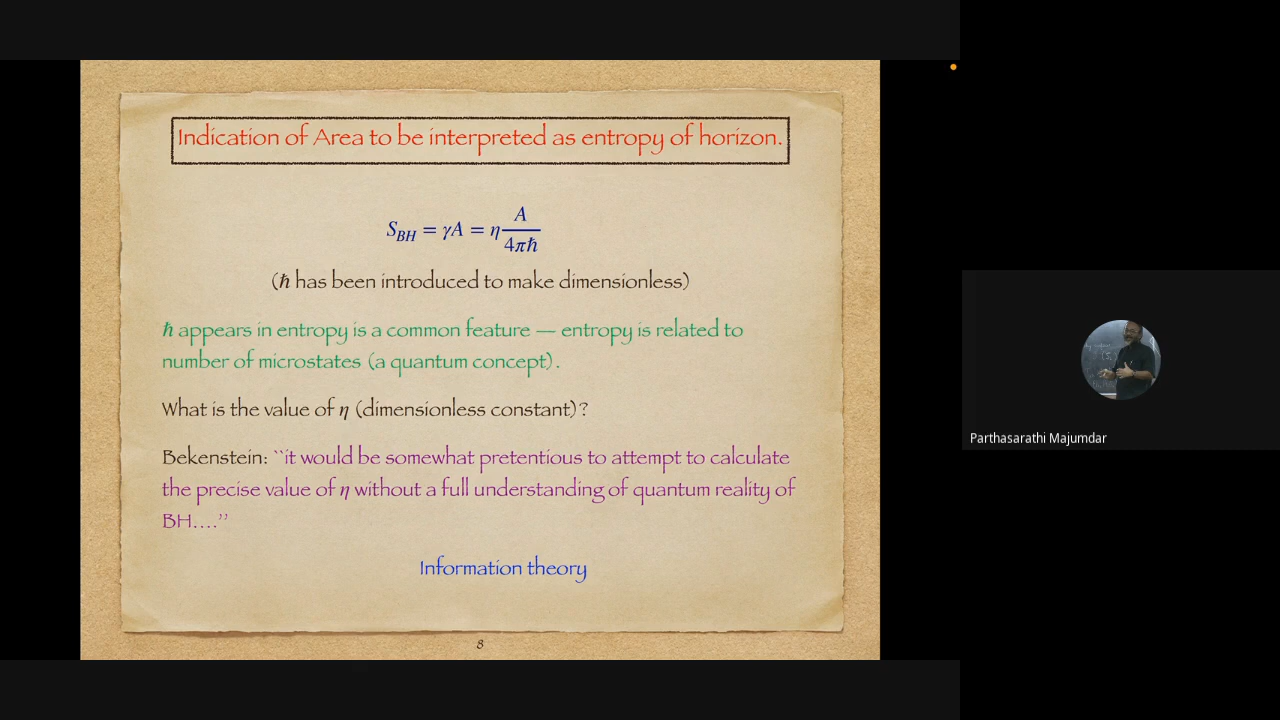 Indication of Area to be interpreted as entropy of horizon.
S_BH = γA = η A/4πħ
(ħ has been introduced to make dimensionless)
ħ appears in entropy is a common feature — entropy is related to
number of microstates (a quantum concept).
What is the value of η (dimensionless constant)?
Bekenstein: ``it would be somewhat pretentious to attempt to calculate
the precise value of η without a full understanding of quantum reality of
BH....’’
Information theory
8
Parthasarathi Majumdar